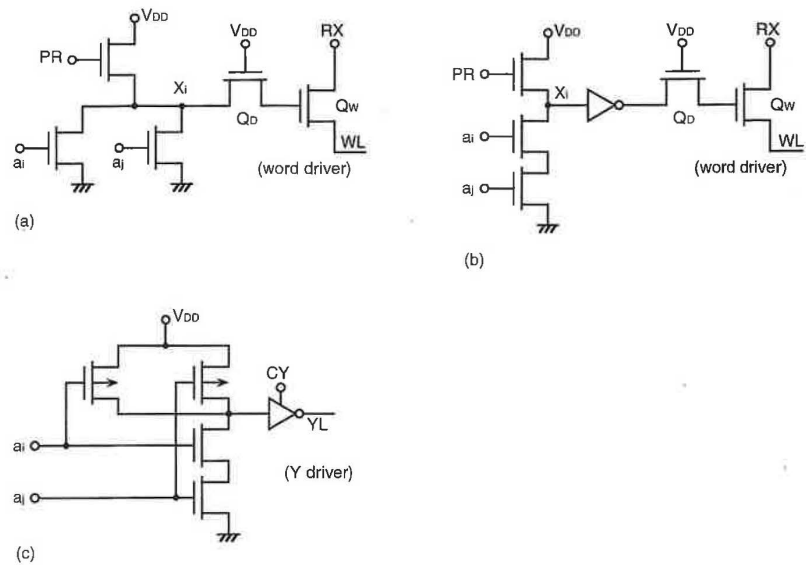 VDD
PR
Xi
VDD
RX
QD
QW
WL
ai
aj
(word driver)
(a)
VDD
PR
Xi
VDD
RX
QD
QW
WL
ai
aj
(word driver)
(b)
VDD
CY
YL
ai
aj
(Y driver)
(c)